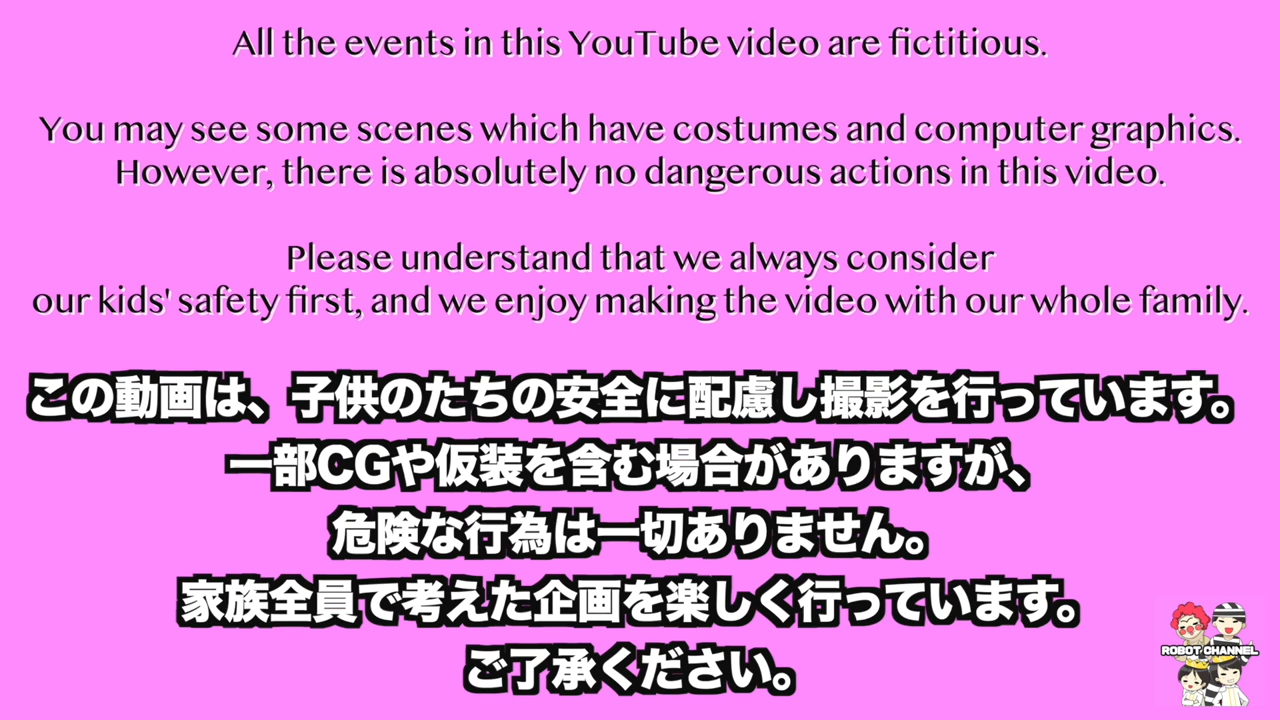 All the events in this YouTube video are fictitious.
You may see some scenes which have costumes and computer graphics.
However, there is absolutely no dangerous actions in this video.
Please understand that we always consider
our kids' safety first, and we enjoy making the video with our whole family.
この動画は、子供のたちの安全に配慮し撮影を行っています。
一部CGや仮装を含む場合がありますが、
危険な行為は一切ありません。
家族全員で考えた企画を楽しく行っています。
ご了承ください。
ROBOT CHANNEL